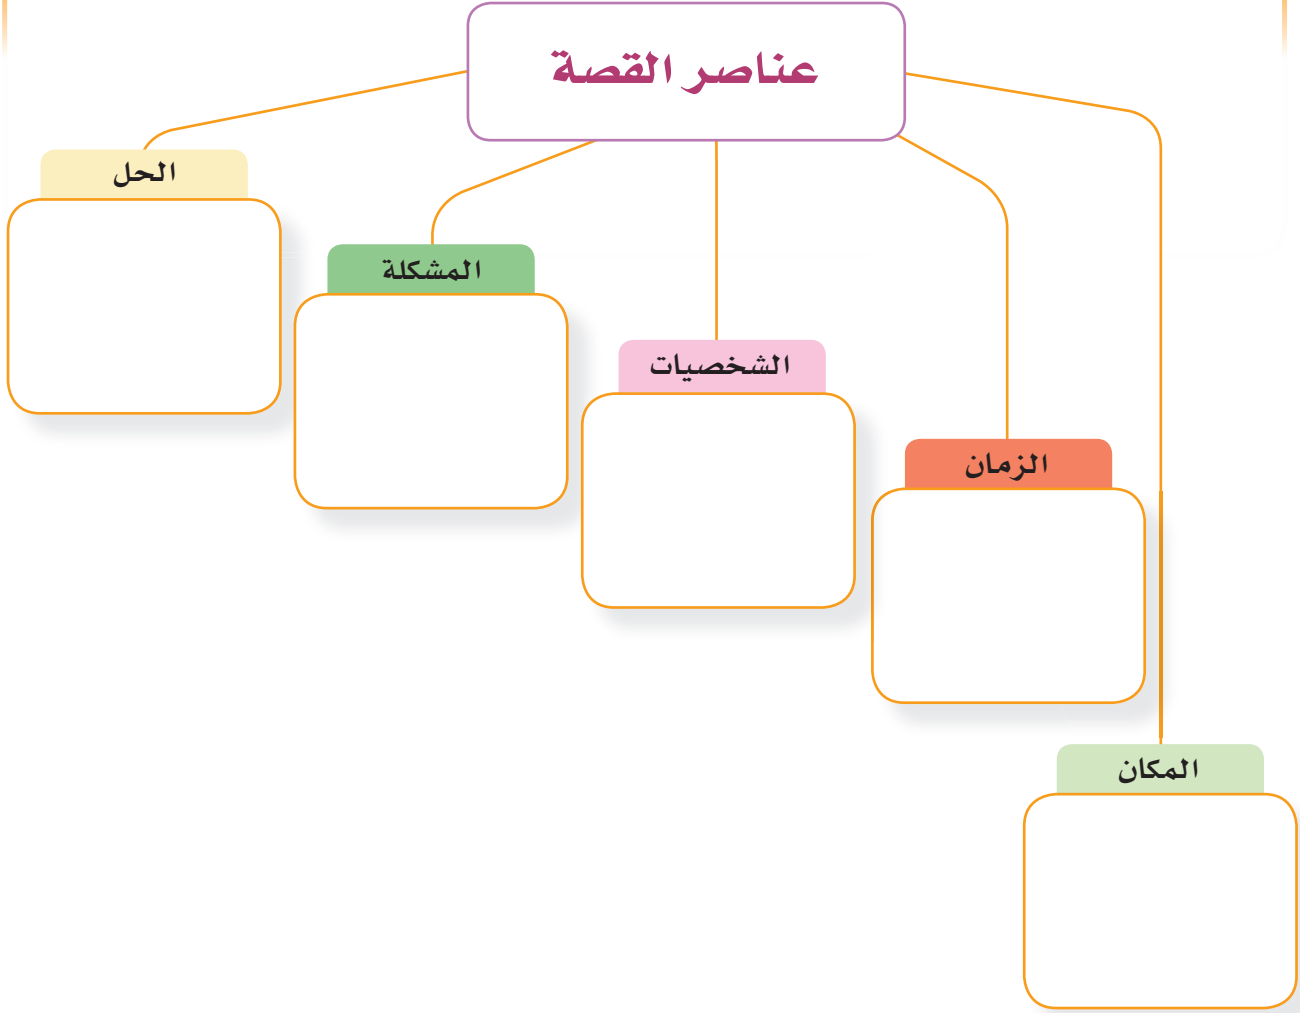 عناصر القصة
الحل
المشكلة
الشخصيات
الزمان
المكان